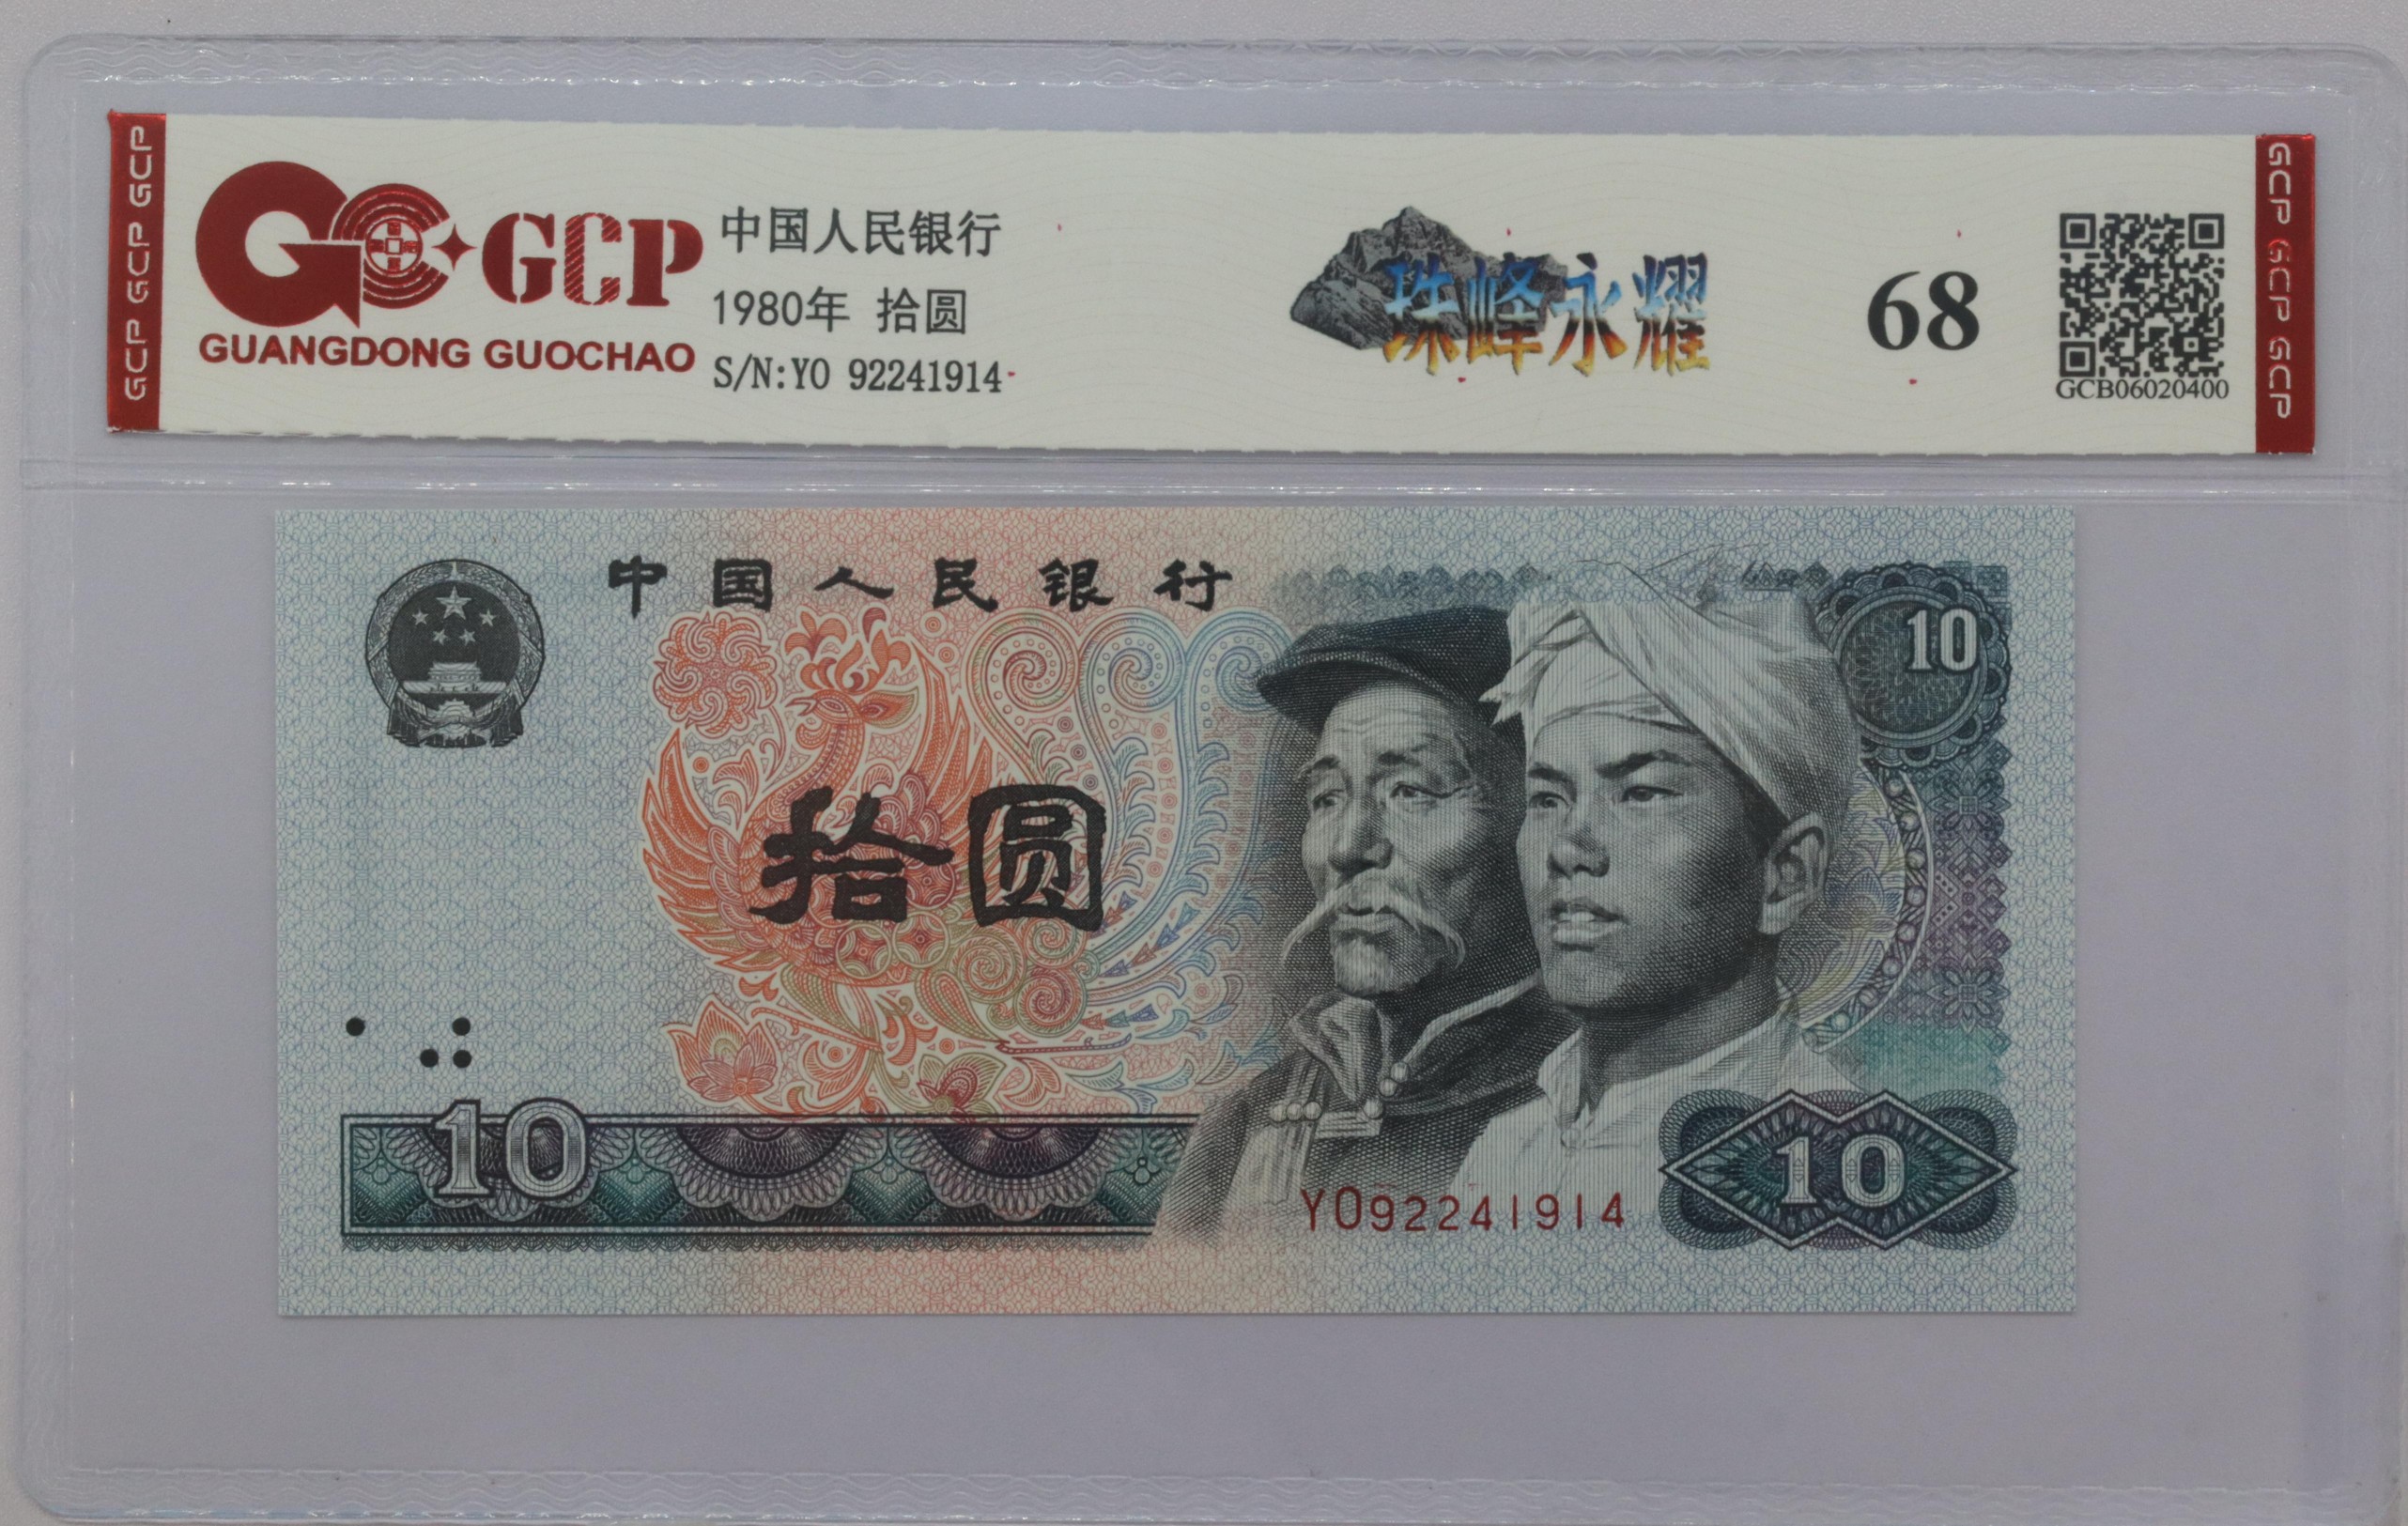 GCP GCP GCP
GCP
GUANGDONG GUOCHAO
中国人民银行
1980年 拾圆
S/N:YO 92241914
珠峰永耀
68
GCB06020400
GCP GCP GCP
中国人民银行
10
拾圆
10
YO92241914
10